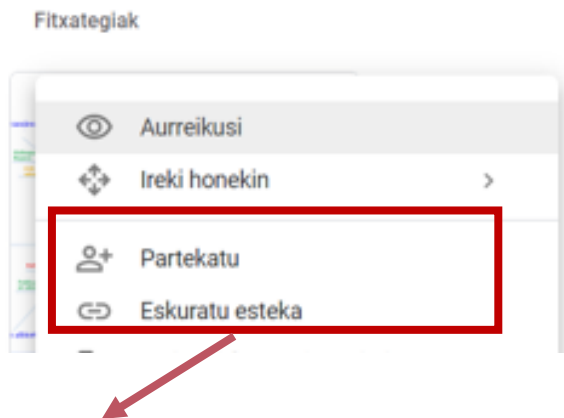 Fitxategiak
Aurreikusi
Ireki honekin
Partekatu
Eskuratu esteka